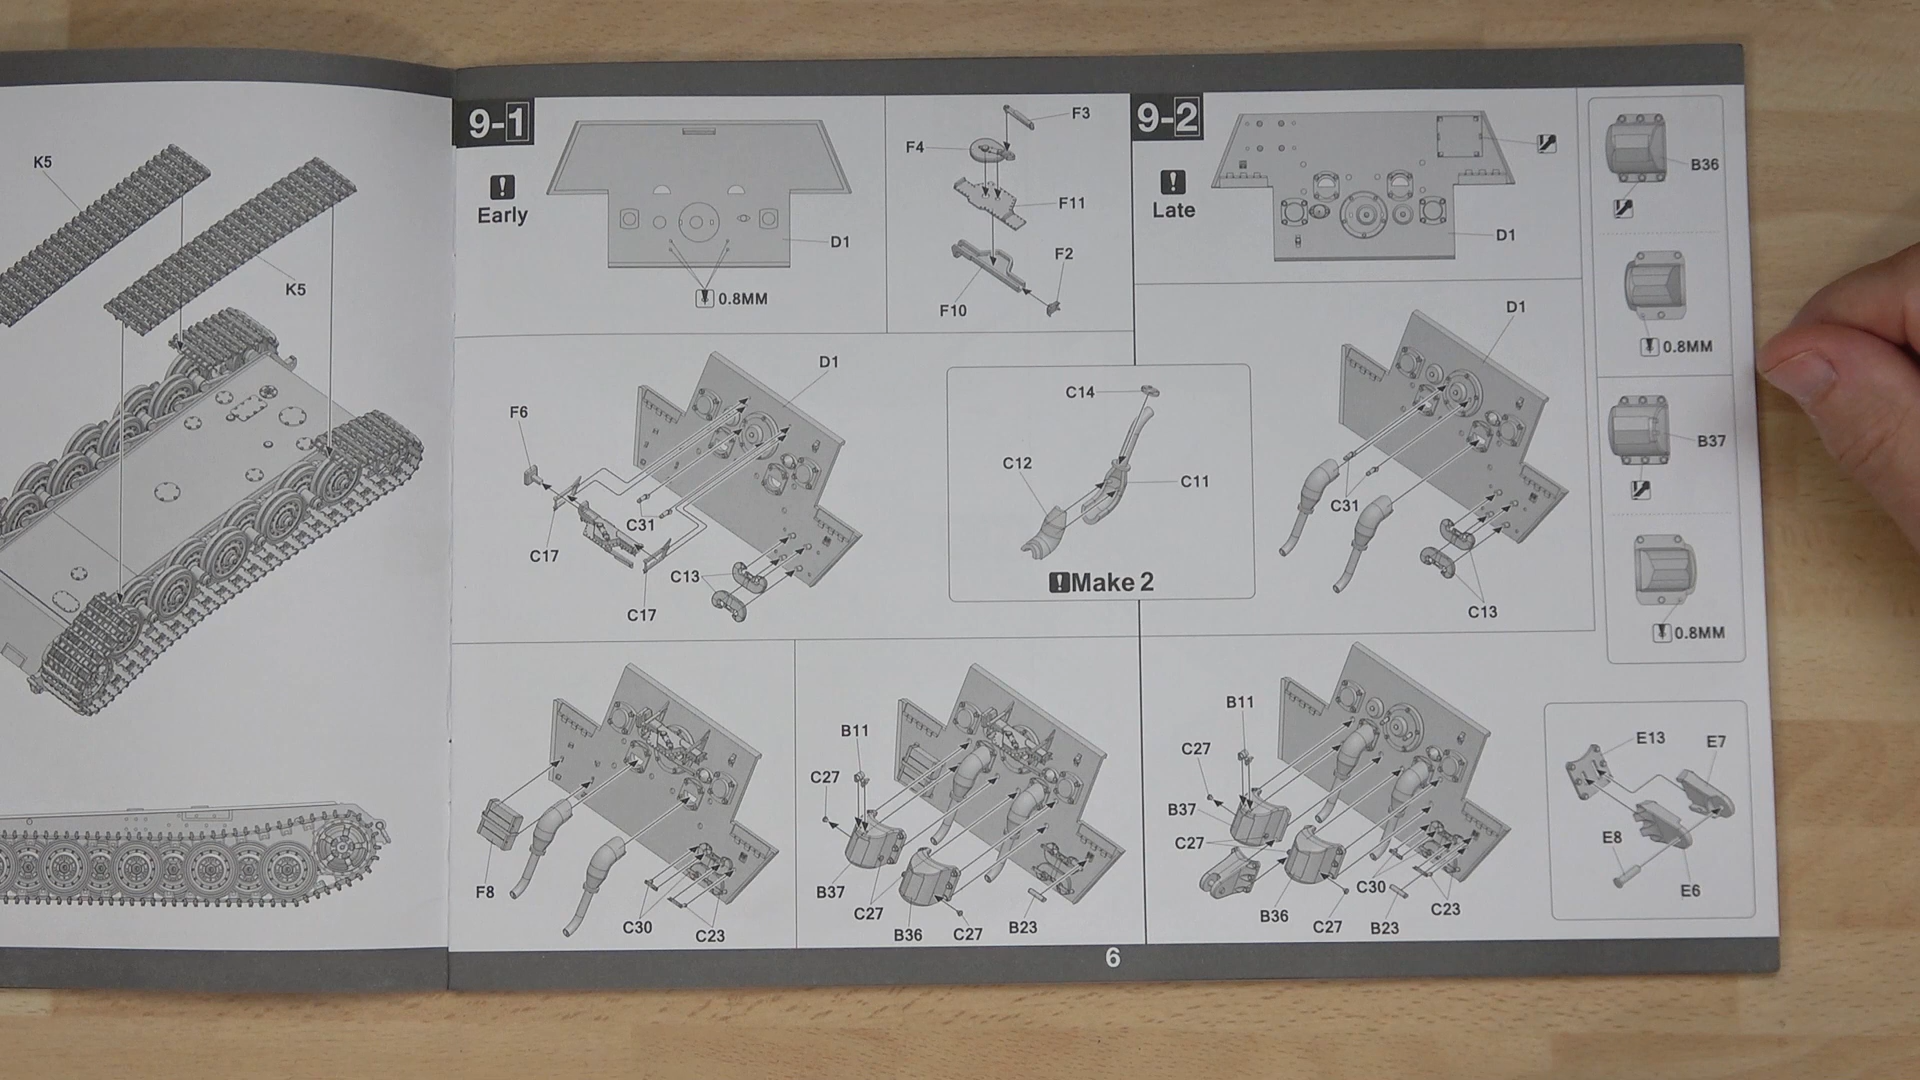 K5
K5
9-1
Early
D1
0.8MM
F3
F4
F11
F2
F10
9-2
Late
D1
B36
0.8MM
B37
0.8MM
D1
F6
C31
C17
C13
C17
C14
C12
C11
Make 2
D1
C31
C13
F8
C30
C23
B11
C27
B37
C27
B36
C27
B23
B11
C27
B37
C27
B36
C27
C30
B23
C23
E13
E7
E8
E6
6